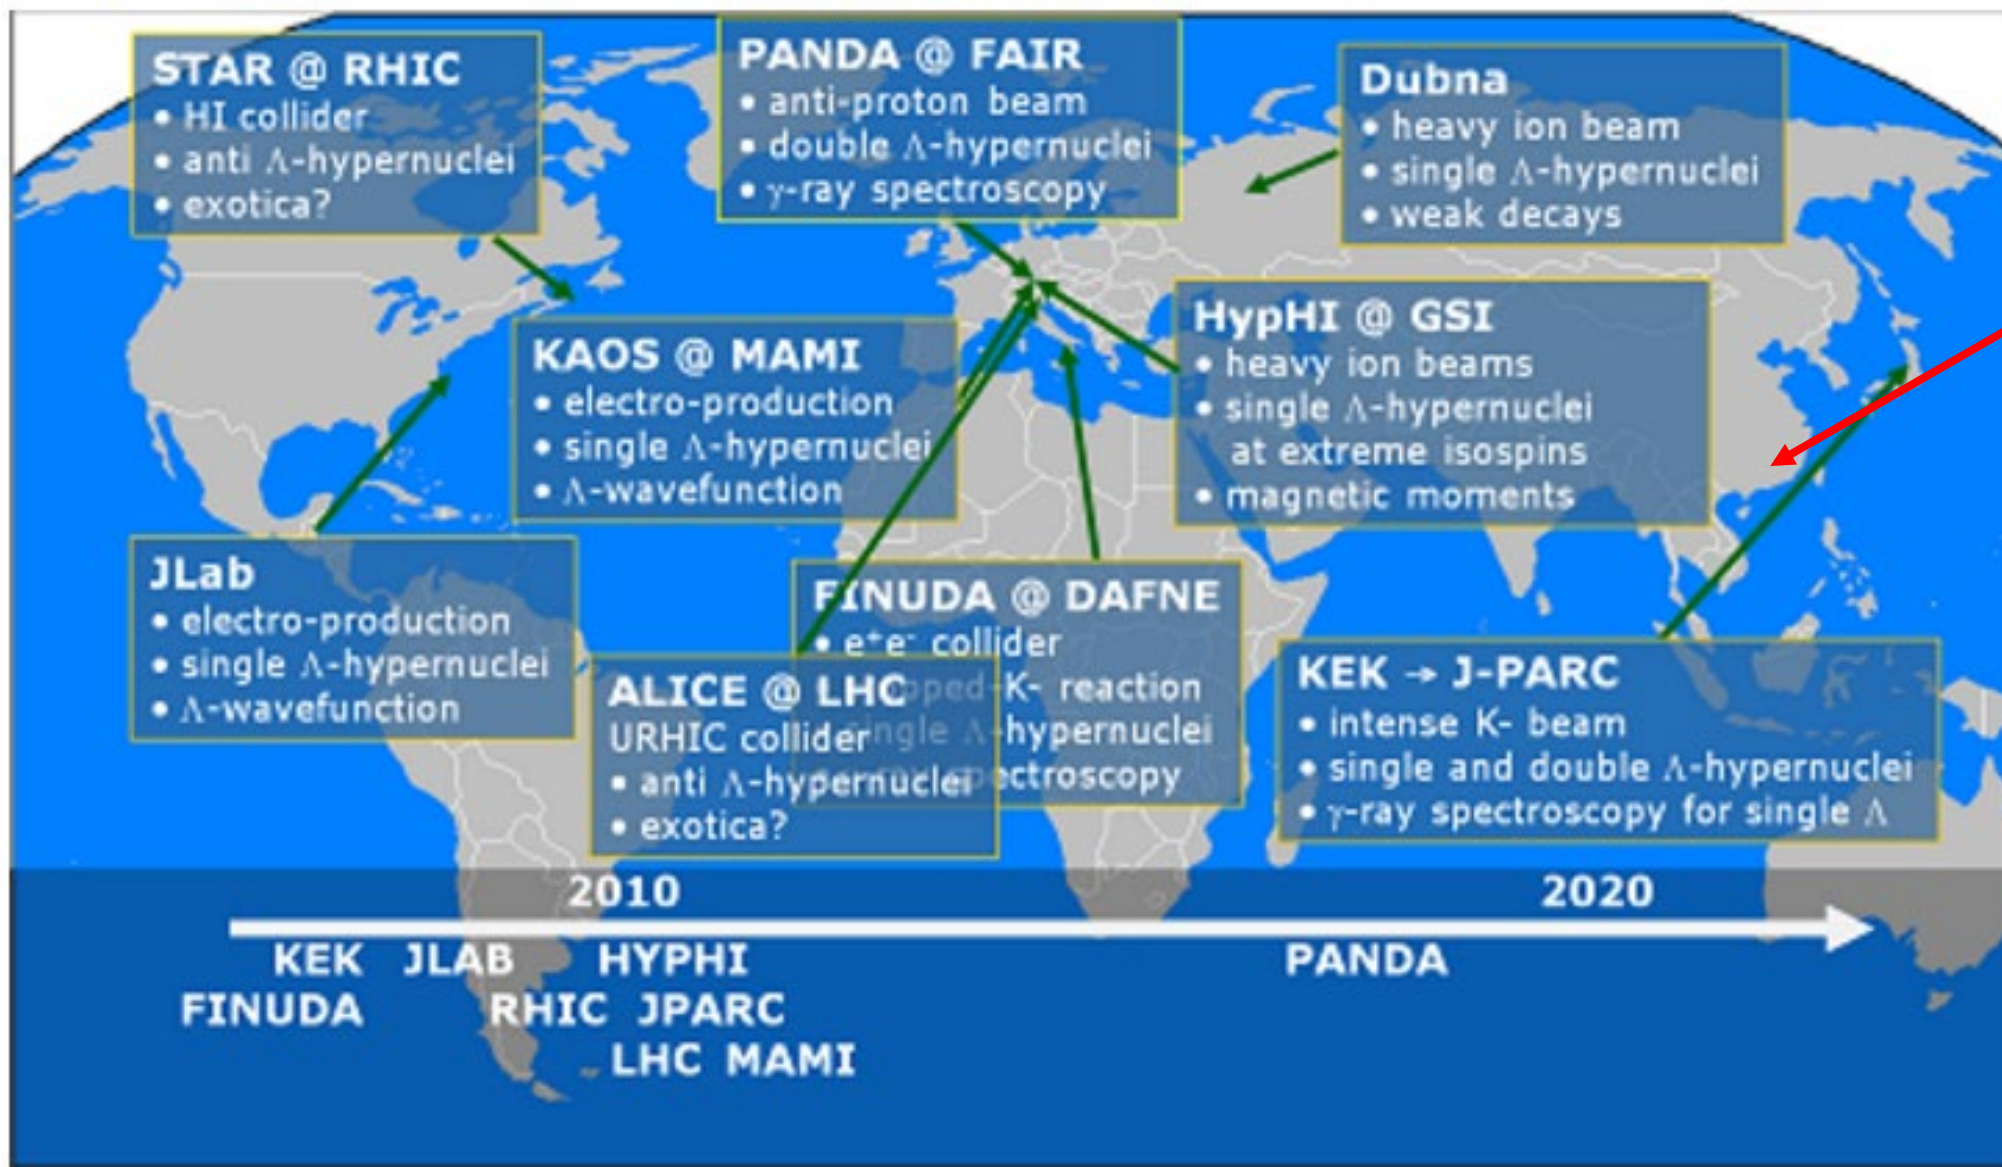 STAR @ RHIC
• HI collider
• anti Λ-hypernuclei
• exotica?
PANDA @ FAIR
• anti-proton beam
• double Λ-hypernuclei
• γ-ray spectroscopy
Dubna
• heavy ion beam
• single Λ-hypernuclei
• weak decays
KAOS @ MAMI
• electro-production
• single Λ-hypernuclei
• Λ-wavefunction
HypHI @ GSI
• heavy ion beams
• single Λ-hypernuclei
at extreme isospins
• magnetic moments
JLab
• electro-production
• single Λ-hypernuclei
• Λ-wavefunction
FINUDA @ DAFNE
• e⁺e⁻ collider
K- reaction
Λ-hypernuclei
spectroscopy
ALICE @ LHC
URHIC collider
• anti Λ-hypernuclei
• exotica?
KEK → J-PARC
• intense K- beam
• single and double Λ-hypernuclei
• γ-ray spectroscopy for single Λ
2010 2020
KEK JLAB HYPHI PANDA
FINUDA RHIC JPARC
LHC MAMI